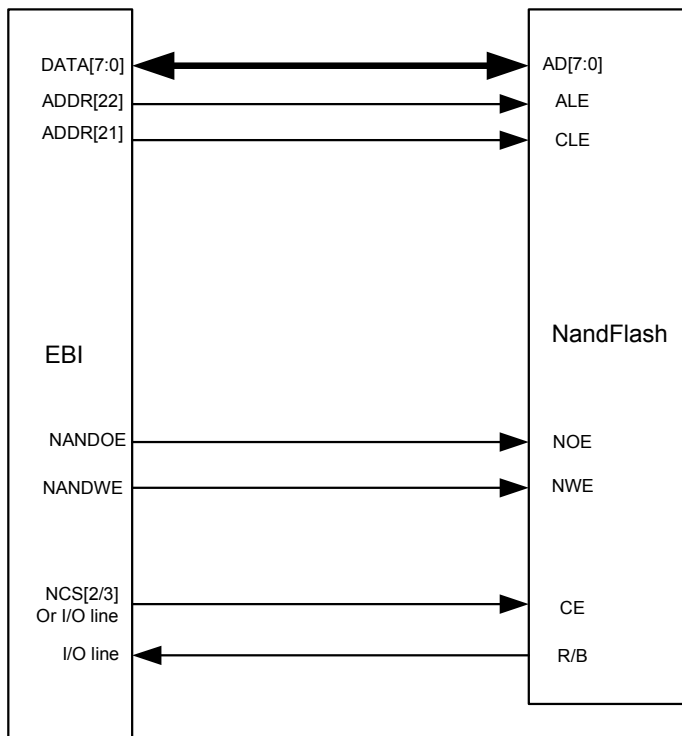 DATA[7:0]
AD[7:0]
ADDR[22]
ALE
ADDR[21]
CLE
EBI
NandFlash
NANDOE
NOE
NANDWE
NWE
NCS[2/3]
Or I/O line
CE
I/O line
R/B